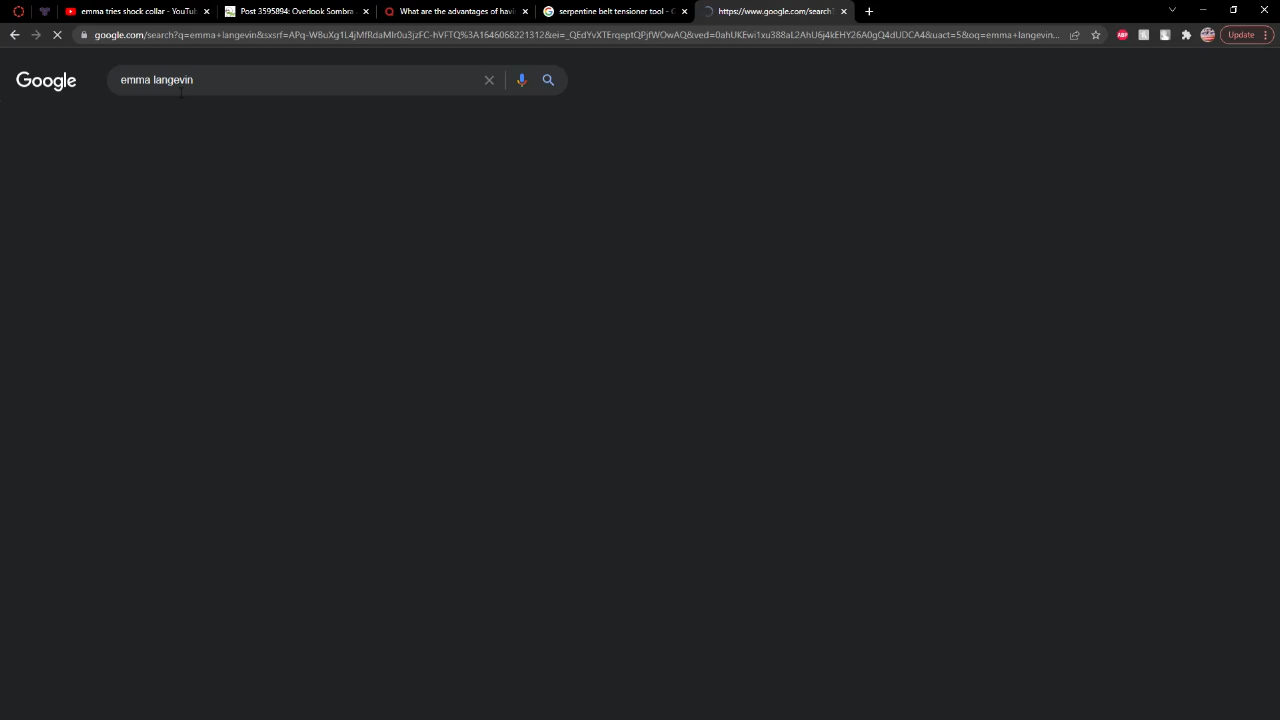 emma tries shock collar - YouTub
Post 3595894: Overlook Sombra
What are the advantages of havi
serpentine belt tensioner tool - G
https://www.google.com/search?
google.com/search?q=emma+langevin&sxsrf=APq-WBuXg1L4jMfRdaMIr0u3jzFC-hVFTQ%3A1646068221312&ei=_QEdYvXTErqeptQPjfWOwAQ&ved=0ahUKEwi1xu388aL2AhU6j4kEHY26A0gQ4dUDCA4&uact=5&oq=emma+langevin...
Update
Google
emma langevin